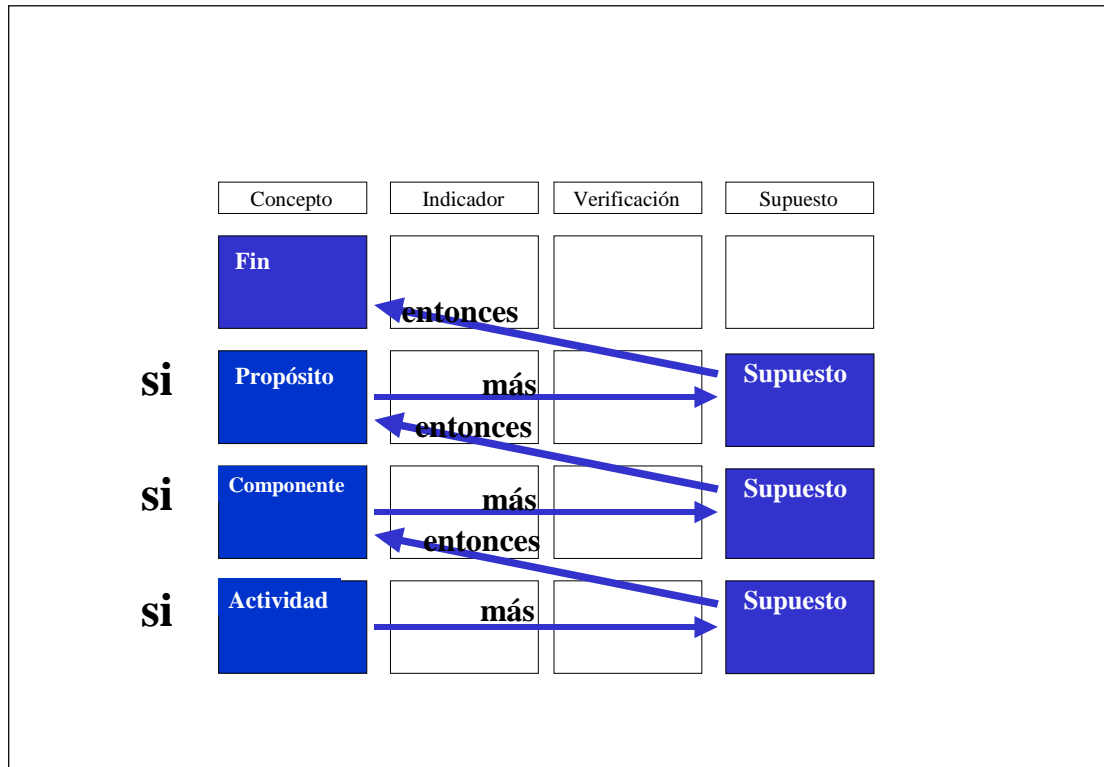 Concepto
Indicador
Verificación
Supuesto
Fin
entonces
si
Propósito
más
Supuesto
entonces
si
Componente
más
Supuesto
entonces
si
Actividad
más
Supuesto